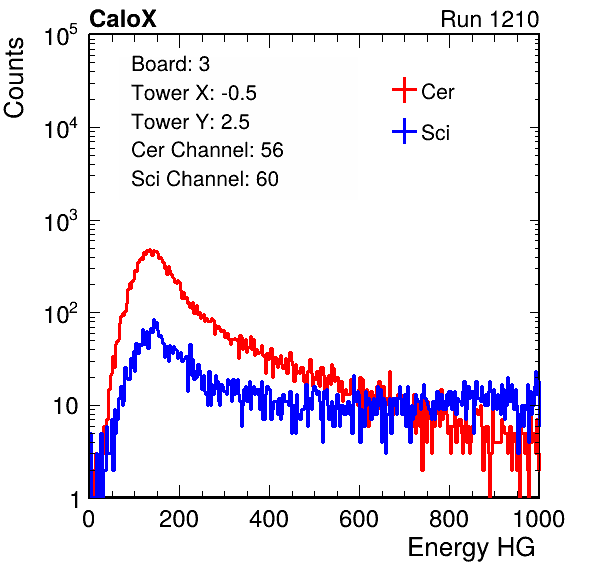 CaloX Run 1210
Counts
10^5
10^4
10^3
10^2
10
1
Board: 3
Tower X: -0.5
Tower Y: 2.5
Cer Channel: 56
Sci Channel: 60
Cer
Sci
0 200 400 600 800 1000
Energy HG